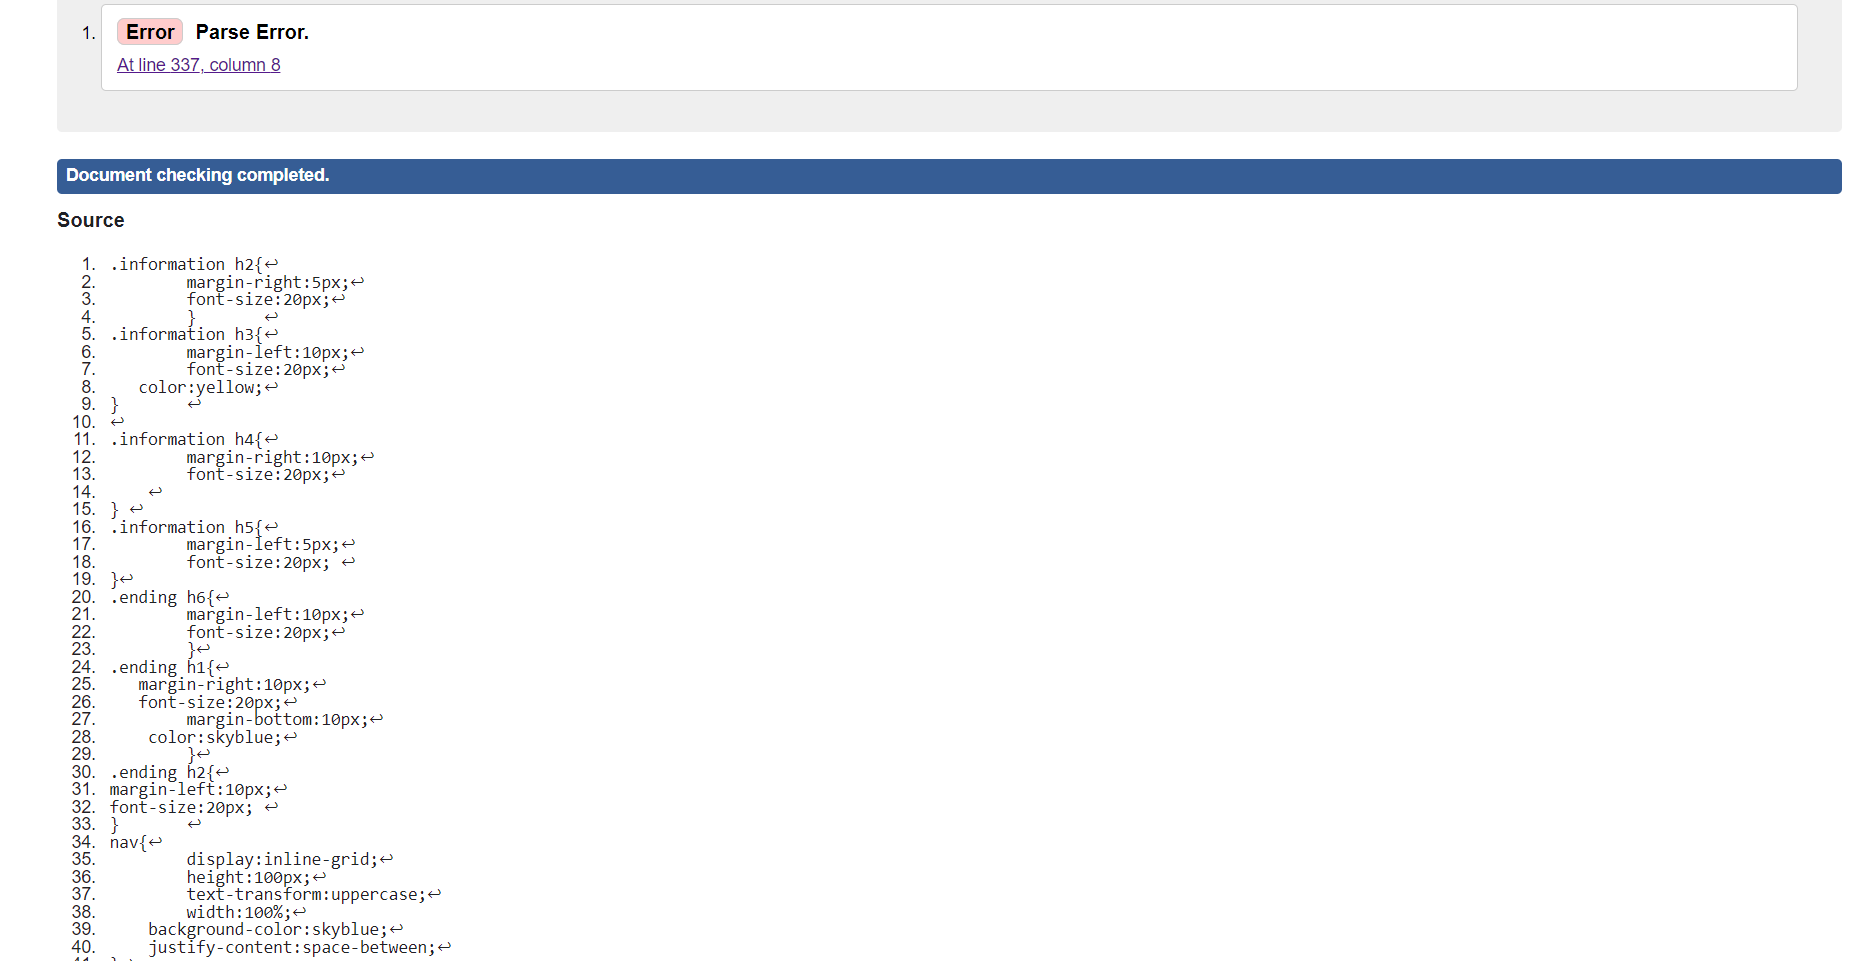 1. Error Parse Error.
At line 337, column 8
Document checking completed.
Source
1. .information h2{↩
2. margin-right:5px;↩
3. font-size:20px;↩
4. } ↩
5. .information h3{↩
6. margin-left:10px;↩
7. font-size:20px;↩
8. color:yellow;↩
9. } ↩
10. ↩
11. .information h4{↩
12. margin-right:10px;↩
13. font-size:20px;↩
14. ↩
15. } ↩
16. .information h5{↩
17. margin-left:5px;↩
18. font-size:20px; ↩
19. }↩
20. .ending h6{↩
21. margin-left:10px;↩
22. font-size:20px;↩
23. }↩
24. .ending h1{↩
25. margin-right:10px;↩
26. font-size:20px;↩
27. margin-bottom:10px;↩
28. color:skyblue;↩
29. }↩
30. .ending h2{↩
31. margin-left:10px;↩
32. font-size:20px; ↩
33. } ↩
34. nav{↩
35. display:inline-grid;↩
36. height:100px;↩
37. text-transform:uppercase;↩
38. width:100%;↩
39. background-color:skyblue;↩
40. justify-content:space-between;↩